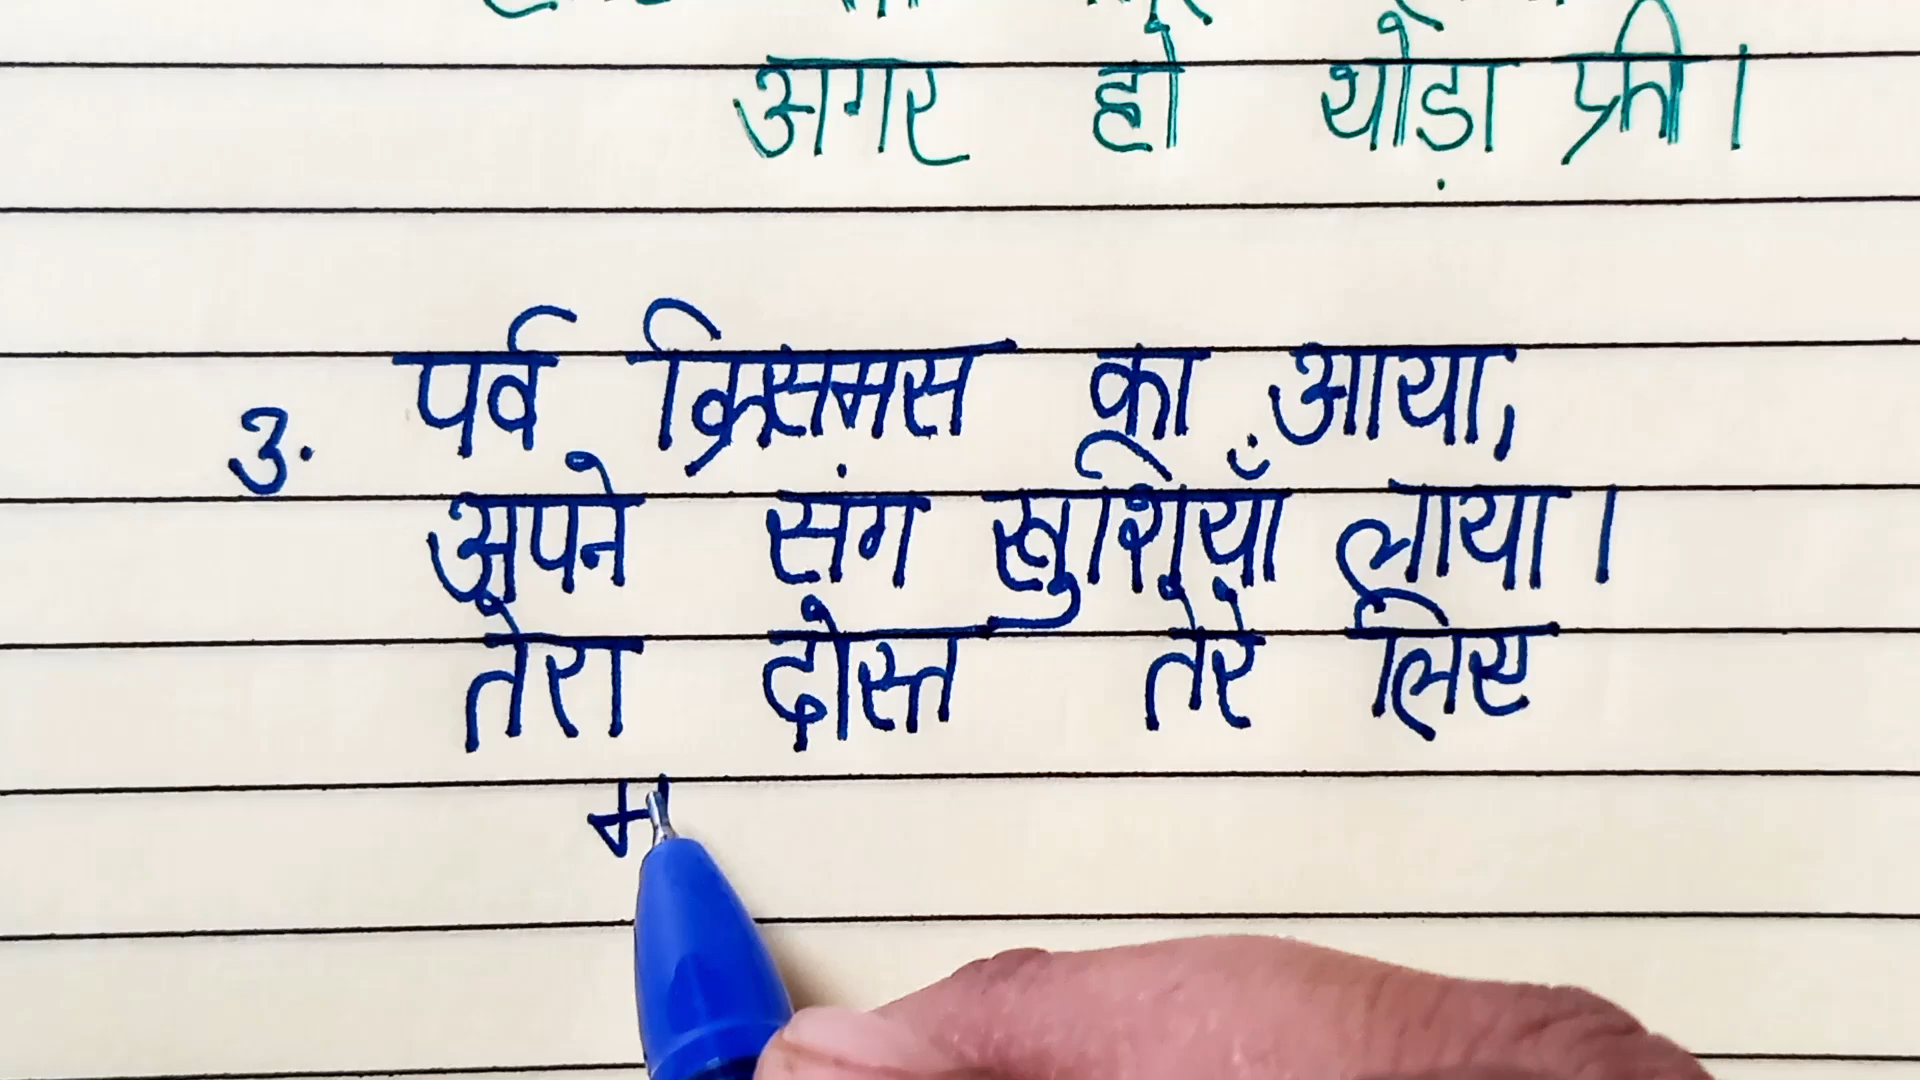 अगर हो थोड़ा फ्री।
3. पर्व क्रिसमस का आया,
अपने संग खुशियाँ लाया।
तेरा दोस्त तेरे लिए
म